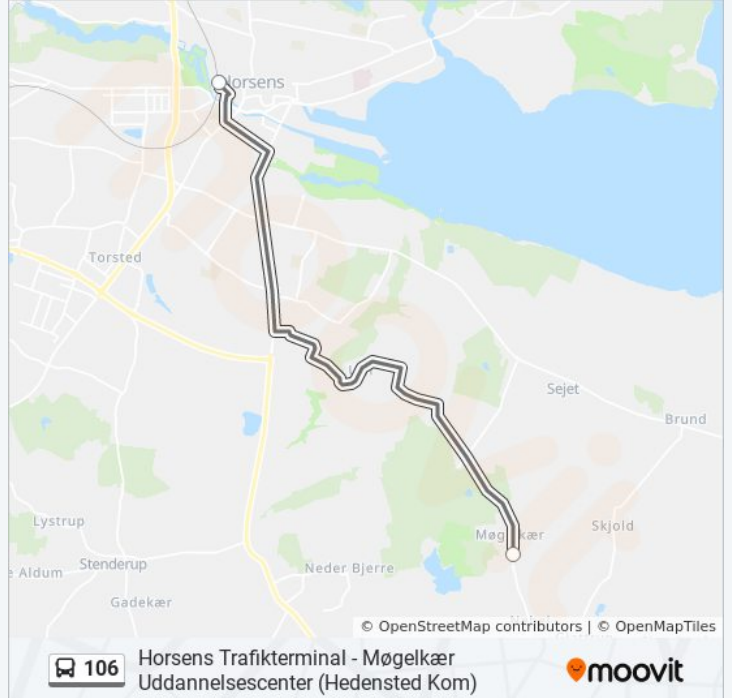 Horsens
Torsted
Sejet
Brund
Lystrup
Skjold
Møgelkær
e Aldum
Stenderup
Neder Bjerre
Gadekær
© OpenStreetMap contributors | © OpenMapTiles
106
Horsens Trafikterminal - Møgelkær
Uddannelsescenter (Hedensted Kom)
moovit